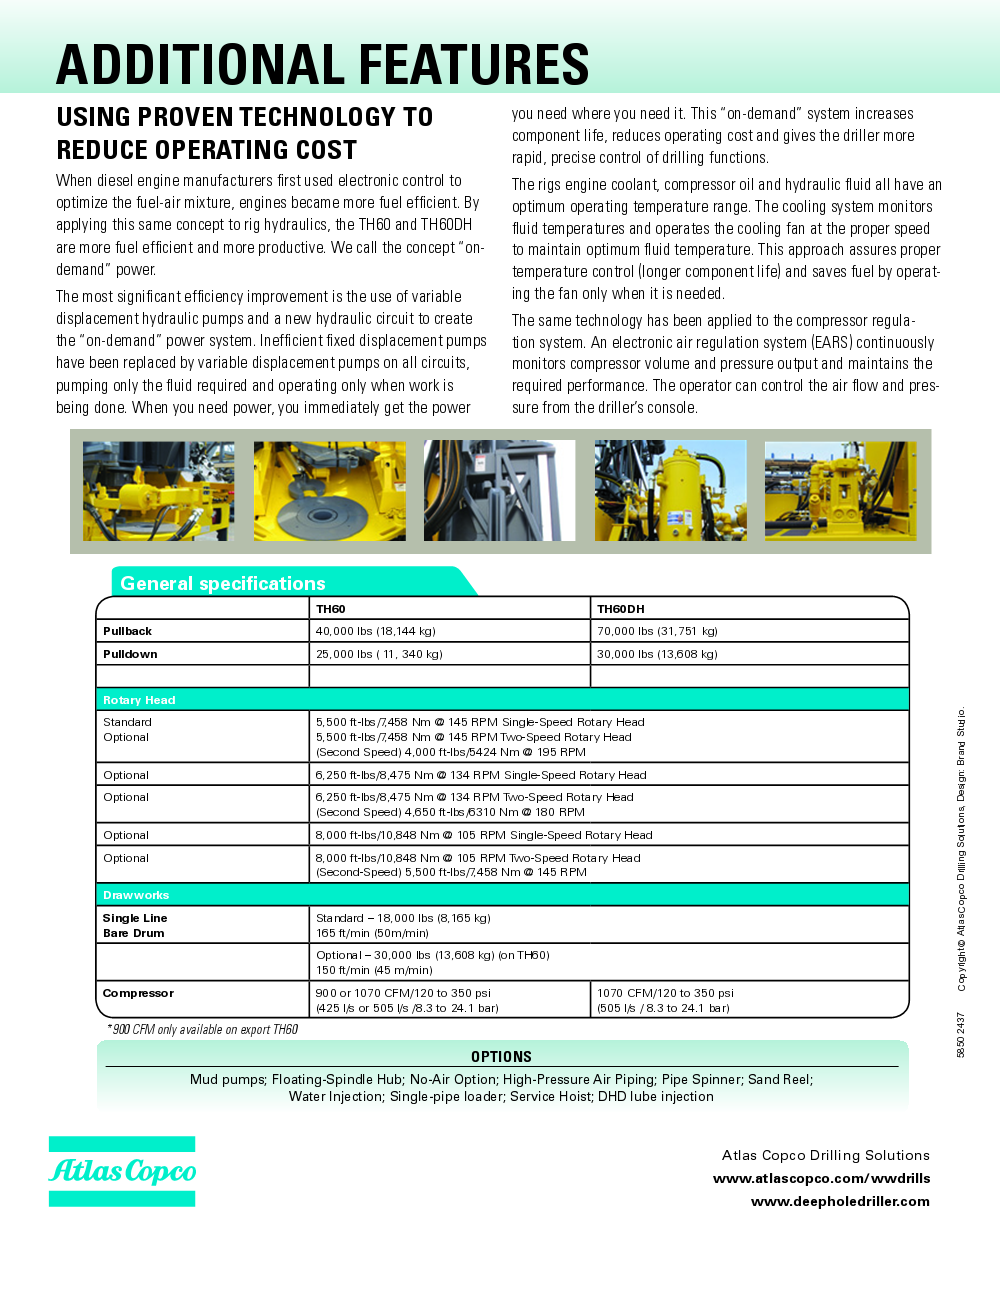 ADDITIONAL FEATURES
USING PROVEN TECHNOLOGY TO
REDUCE OPERATING COST
When diesel engine manufacturers first used electronic control to
optimize the fuel-air mixture, engines became more fuel efficient. By
applying this same concept to rig hydraulics, the TH60 and TH60DH
are more fuel efficient and more productive. We call the concept “on-
demand” power.
The most significant efficiency improvement is the use of variable
displacement hydraulic pumps and a new hydraulic circuit to create
the “on-demand” power system. Inefficient fixed displacement pumps
have been replaced by variable displacement pumps on all circuits,
pumping only the fluid required and operating only when work is
being done. When you need power, you immediately get the power
you need where you need it. This “on-demand” system increases
component life, reduces operating cost and gives the driller more
rapid, precise control of drilling functions.
The rigs engine coolant, compressor oil and hydraulic fluid all have an
optimum operating temperature range. The cooling system monitors
fluid temperatures and operates the cooling fan at the proper speed
to maintain optimum fluid temperature. This approach assures proper
temperature control (longer component life) and saves fuel by operat-
ing the fan only when it is needed.
The same technology has been applied to the compressor regula-
tion system. An electronic air regulation system (EARS) continuously
monitors compressor volume and pressure output and maintains the
required performance. The operator can control the air flow and pres-
sure from the driller’s console.
General specifications
TH60 TH60DH
Pullback 40,000 lbs (18,144 kg) 70,000 lbs (31,751 kg)
Pulldown 25,000 lbs ( 11, 340 kg) 30,000 lbs (13,608 kg)
Rotary Head
Standard 5,500 ft-lbs/7,458 Nm @ 145 RPM Single-Speed Rotary Head
Optional 5,500 ft-lbs/7,458 Nm @ 145 RPM Two-Speed Rotary Head
(Second Speed) 4,000 ft-lbs/5424 Nm @ 195 RPM
Optional 6,250 ft-lbs/8,475 Nm @ 134 RPM Single-Speed Rotary Head
Optional 6,250 ft-lbs/8,475 Nm @ 134 RPM Two-Speed Rotary Head
(Second Speed) 4,650 ft-lbs/6310 Nm @ 180 RPM
Optional 8,000 ft-lbs/10,848 Nm @ 105 RPM Single-Speed Rotary Head
Optional 8,000 ft-lbs/10,848 Nm @ 105 RPM Two-Speed Rotary Head
(Second-Speed) 5,500 ft-lbs/7,458 Nm @ 145 RPM
Drawworks
Single Line Standard – 18,000 lbs (8,165 kg)
Bare Drum 165 ft/min (50m/min)
Optional – 30,000 lbs (13,608 kg) (on TH60)
150 ft/min (45 m/min)
Compressor 900 or 1070 CFM/120 to 350 psi 1070 CFM/120 to 350 psi
(425 l/s or 505 l/s /8.3 to 24.1 bar) (505 l/s / 8.3 to 24.1 bar)
*900 CFM only available on export TH60
OPTIONS
Mud pumps; Floating-Spindle Hub; No-Air Option; High-Pressure Air Piping; Pipe Spinner; Sand Reel;
Water Injection; Single-pipe loader; Service Hoist; DHD lube injection
Atlas Copco
Atlas Copco Drilling Solutions
www.atlascopco.com/wwdrills
www.deepholedriller.com
5850 2437 Copyright © Atlas Copco Drilling Solutions, Design: Brand Studio.